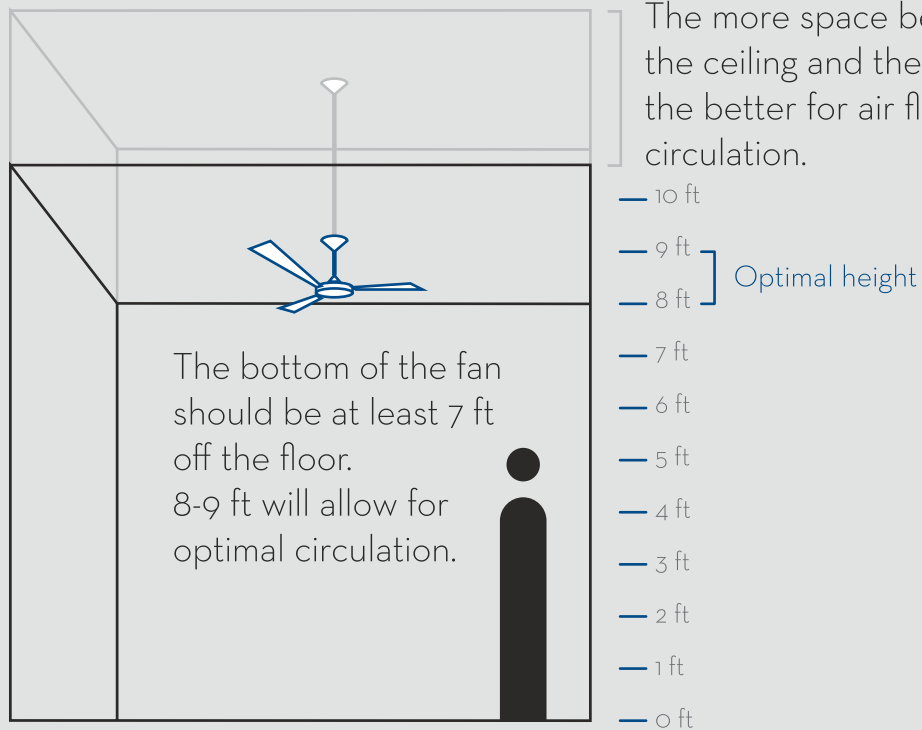 The more space be
the ceiling and the
the better for air fl
circulation.
10 ft
9 ft
Optimal height
8 ft
7 ft
The bottom of the fan
should be at least 7 ft
off the floor.
8-9 ft will allow for
optimal circulation.
6 ft
5 ft
4 ft
3 ft
2 ft
1 ft
0 ft